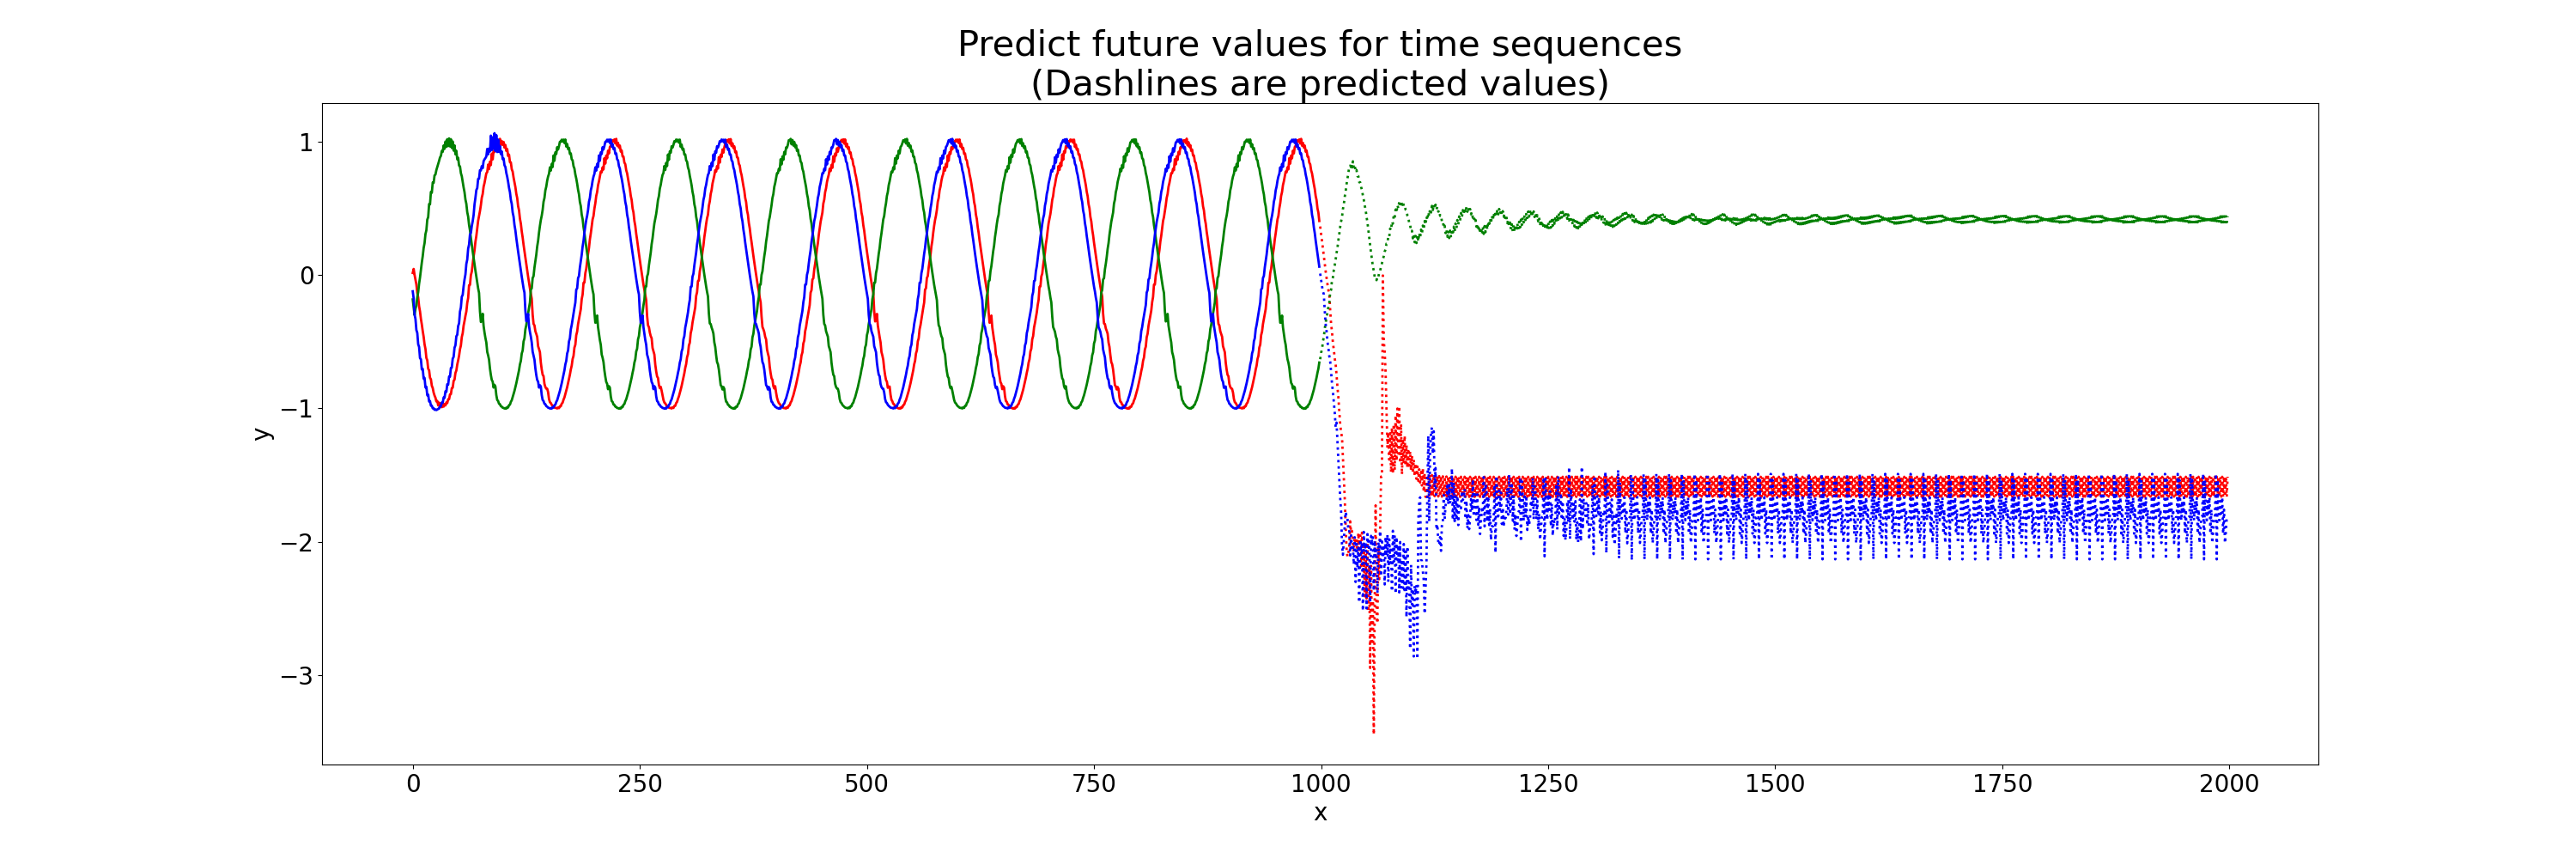 Predict future values for time sequences
(Dashlines are predicted values)
y
1
0
−1
−2
−3
0 250 500 750 1000 1250 1500 1750 2000
x